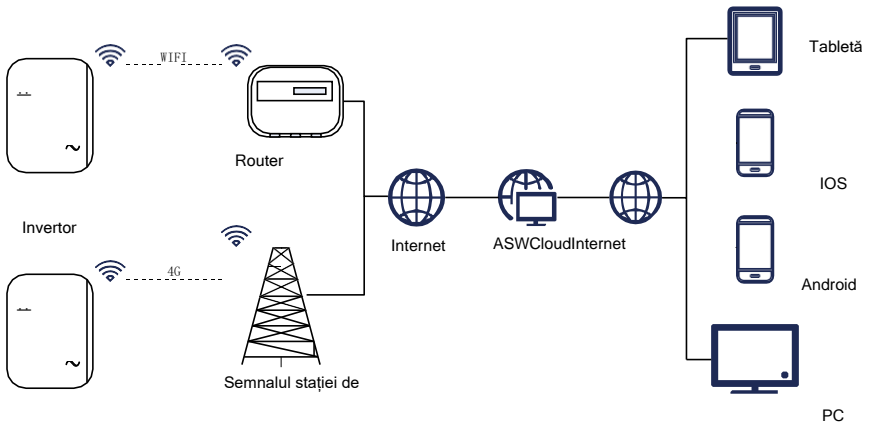 WIFI
Tabletă
Router
IOS
Invertor
Internet
ASWCloudInternet
4G
Android
Semnalul stației de
PC